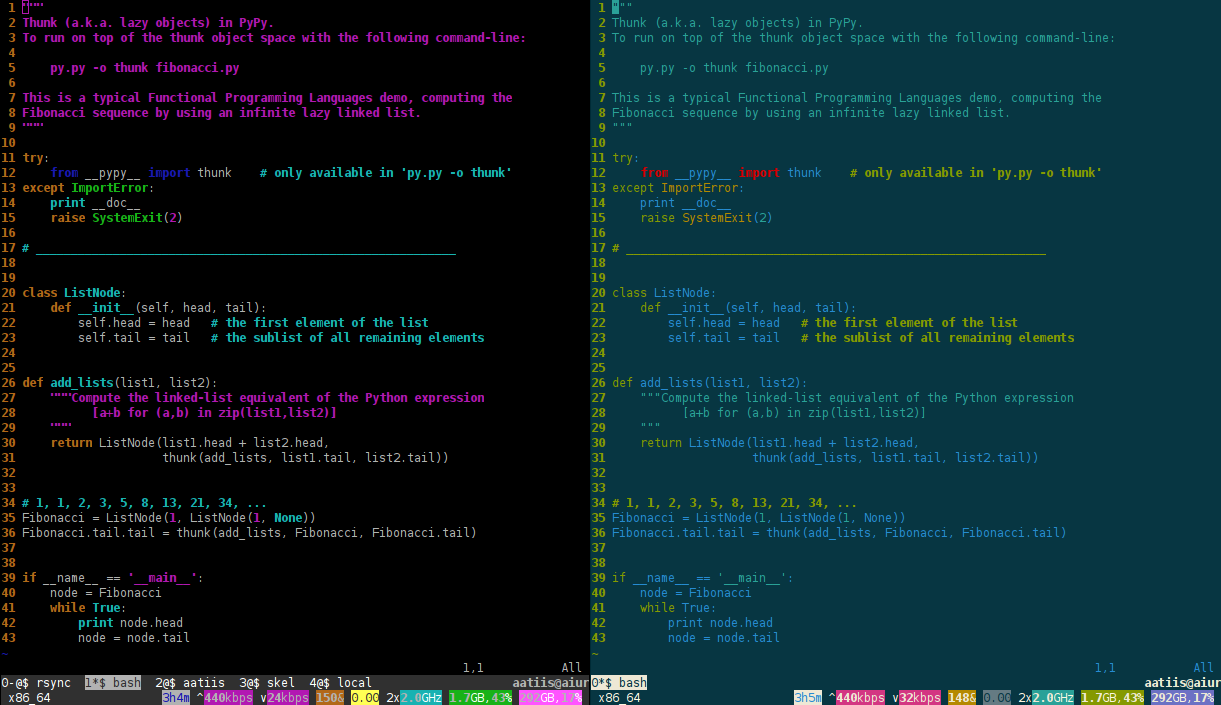 1 """
2 Thunk (a.k.a. lazy objects) in PyPy.
3 To run on top of the thunk object space with the following command-line:
4
5     py.py -o thunk fibonacci.py
6
7 This is a typical Functional Programming Languages demo, computing the
8 Fibonacci sequence by using an infinite lazy linked list.
9 """
10
11 try:
12     from __pypy__ import thunk    # only available in 'py.py -o thunk'
13 except ImportError:
14     print __doc__
15     raise SystemExit(2)
16
17 # ____________________________________________________________
18
19
20 class ListNode:
21     def __init__(self, head, tail):
22         self.head = head   # the first element of the list
23         self.tail = tail   # the sublist of all remaining elements
24
25
26 def add_lists(list1, list2):
27     """Compute the linked-list equivalent of the Python expression
28           [a+b for (a,b) in zip(list1,list2)]
29     """
30     return ListNode(list1.head + list2.head,
31                     thunk(add_lists, list1.tail, list2.tail))
32
33
34 # 1, 1, 2, 3, 5, 8, 13, 21, 34, ...
35 Fibonacci = ListNode(1, ListNode(1, None))
36 Fibonacci.tail.tail = thunk(add_lists, Fibonacci, Fibonacci.tail)
37
38
39 if __name__ == '__main__':
40     node = Fibonacci
41     while True:
42         print node.head
43         node = node.tail
~
1,1 All
0-@$ rsync  1*$ bash  2@$ aatiis  3@$ skel  4@$ local aatiis@aiur
x86_64 3h4m ^440kbps v24kbps 150& 0.00 2x2.0GHz 1.7GB,43% 292GB,17%
1 """
2 Thunk (a.k.a. lazy objects) in PyPy.
3 To run on top of the thunk object space with the following command-line:
4
5     py.py -o thunk fibonacci.py
6
7 This is a typical Functional Programming Languages demo, computing the
8 Fibonacci sequence by using an infinite lazy linked list.
9 """
10
11 try:
12     from __pypy__ import thunk    # only available in 'py.py -o thunk'
13 except ImportError:
14     print __doc__
15     raise SystemExit(2)
16
17 # ____________________________________________________________
18
19
20 class ListNode:
21     def __init__(self, head, tail):
22         self.head = head   # the first element of the list
23         self.tail = tail   # the sublist of all remaining elements
24
25
26 def add_lists(list1, list2):
27     """Compute the linked-list equivalent of the Python expression
28           [a+b for (a,b) in zip(list1,list2)]
29     """
30     return ListNode(list1.head + list2.head,
31                     thunk(add_lists, list1.tail, list2.tail))
32
33
34 # 1, 1, 2, 3, 5, 8, 13, 21, 34, ...
35 Fibonacci = ListNode(1, ListNode(1, None))
36 Fibonacci.tail.tail = thunk(add_lists, Fibonacci, Fibonacci.tail)
37
38
39 if __name__ == '__main__':
40     node = Fibonacci
41     while True:
42         print node.head
43         node = node.tail
~
1,1 All
0*$ bash aatiis@aiur
x86_64 3h5m ^440kbps v32kbps 148& 0.00 2x2.0GHz 1.7GB,43% 292GB,17%